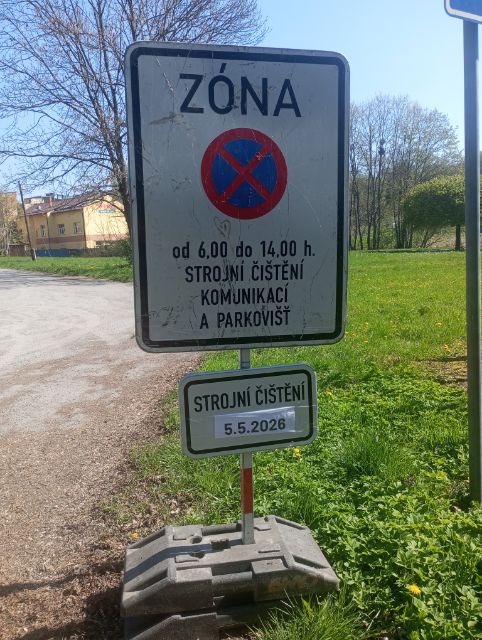 ZÓNA
od 6,00 do 14,00 h.
STROJNÍ ČIŠTĚNÍ
KOMUNIKACÍ
A PARKOVIŠŤ
STROJNÍ ČIŠTĚNÍ
5.5.2026